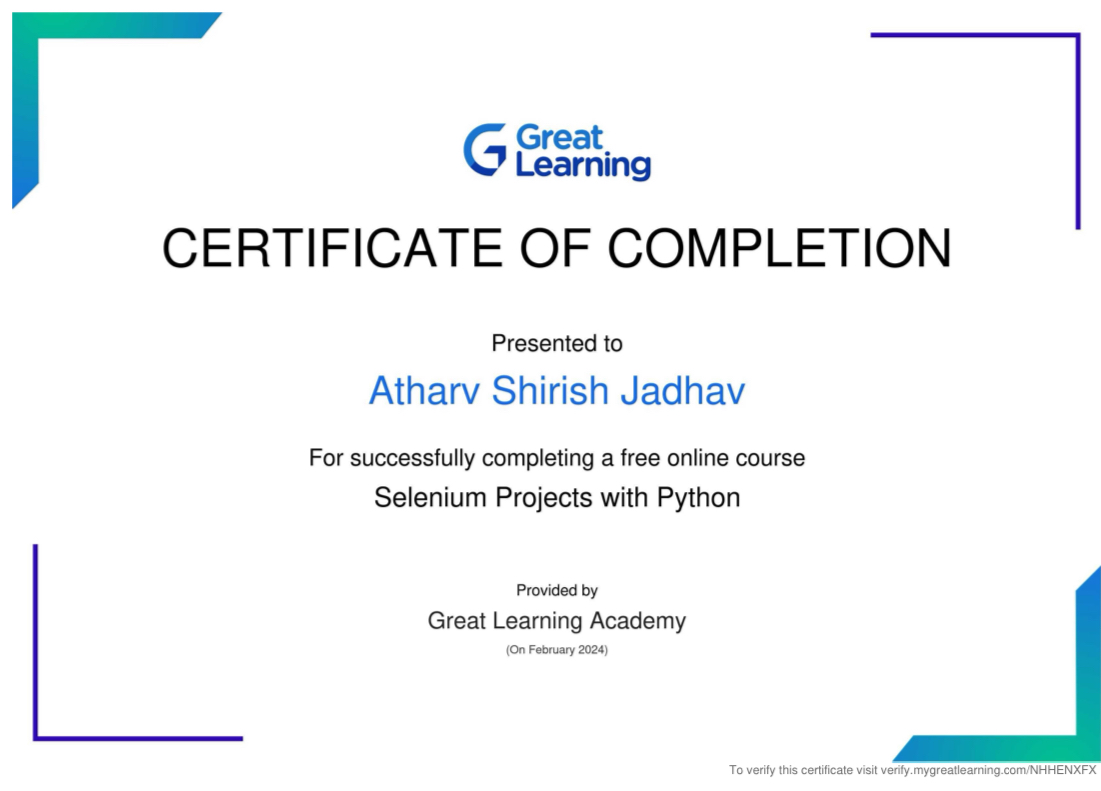 Great
Learning
CERTIFICATE OF COMPLETION
Presented to
Atharv Shirish Jadhav
For successfully completing a free online course
Selenium Projects with Python
Provided by
Great Learning Academy
(On February 2024)
To verify this certificate visit verify.mygreatlearning.com/NHHENXFX